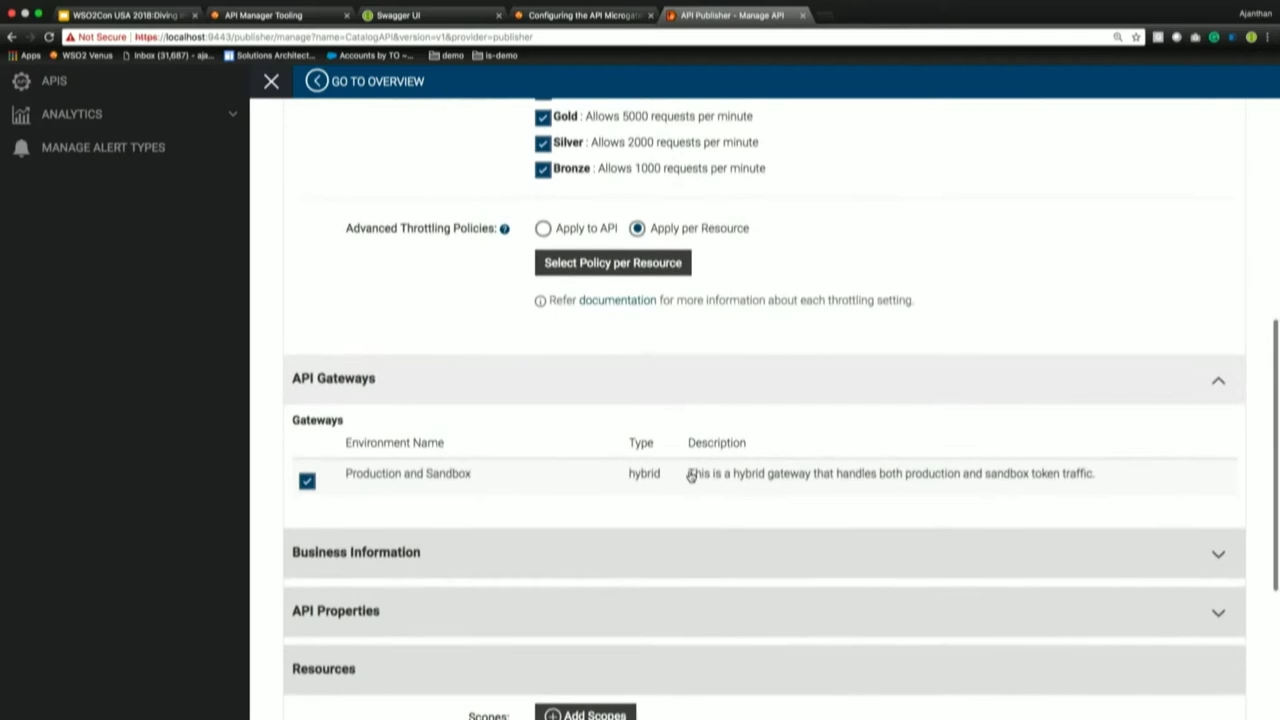 WSO2Con USA 2018:Diving
API Manager Tooling
Swagger UI
Configuring the API Microgate
API Publisher - Manage API
Ajanthan
Not Secure https://localhost:9443/publisher/manage?name=CatalogAPI&version=v1&provider=publisher
Apps
WSO2 Venus
Inbox (31,687) - aja...
Solutions Architect...
Accounts by TO –...
demo
is-demo
APIS
ANALYTICS
MANAGE ALERT TYPES
GO TO OVERVIEW
Gold : Allows 5000 requests per minute
Silver : Allows 2000 requests per minute
Bronze : Allows 1000 requests per minute
Advanced Throttling Policies:
Apply to API
Apply per Resource
Select Policy per Resource
Refer documentation for more information about each throttling setting.
API Gateways
Gateways
Environment Name Type Description
Production and Sandbox hybrid This is a hybrid gateway that handles both production and sandbox token traffic.
Business Information
API Properties
Resources
Scopes: Add Scopes